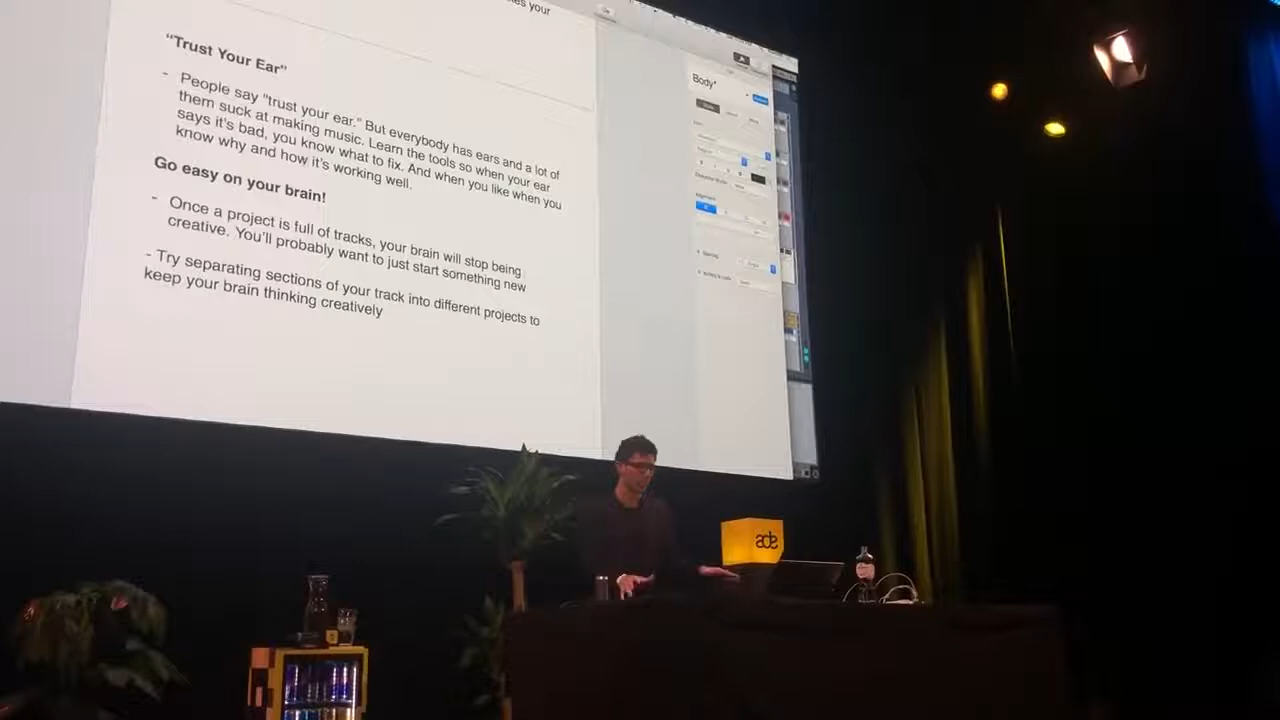 your
“Trust Your Ear”
- People say "trust your ear." But everybody has ears and a lot of
them suck at making music. Learn the tools so when your ear
says it's bad, you know what to fix. And when you like when you
know why and how it's working well.
Go easy on your brain!
- Once a project is full of tracks, your brain will stop being
creative. You'll probably want to just start something new
- Try separating sections of your track into different projects to
keep your brain thinking creatively
Body*
Alignment
ade